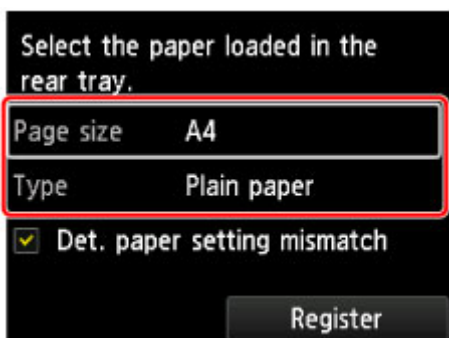 Select the paper loaded in the
rear tray.
Page size A4
Type Plain paper
Det. paper setting mismatch
Register